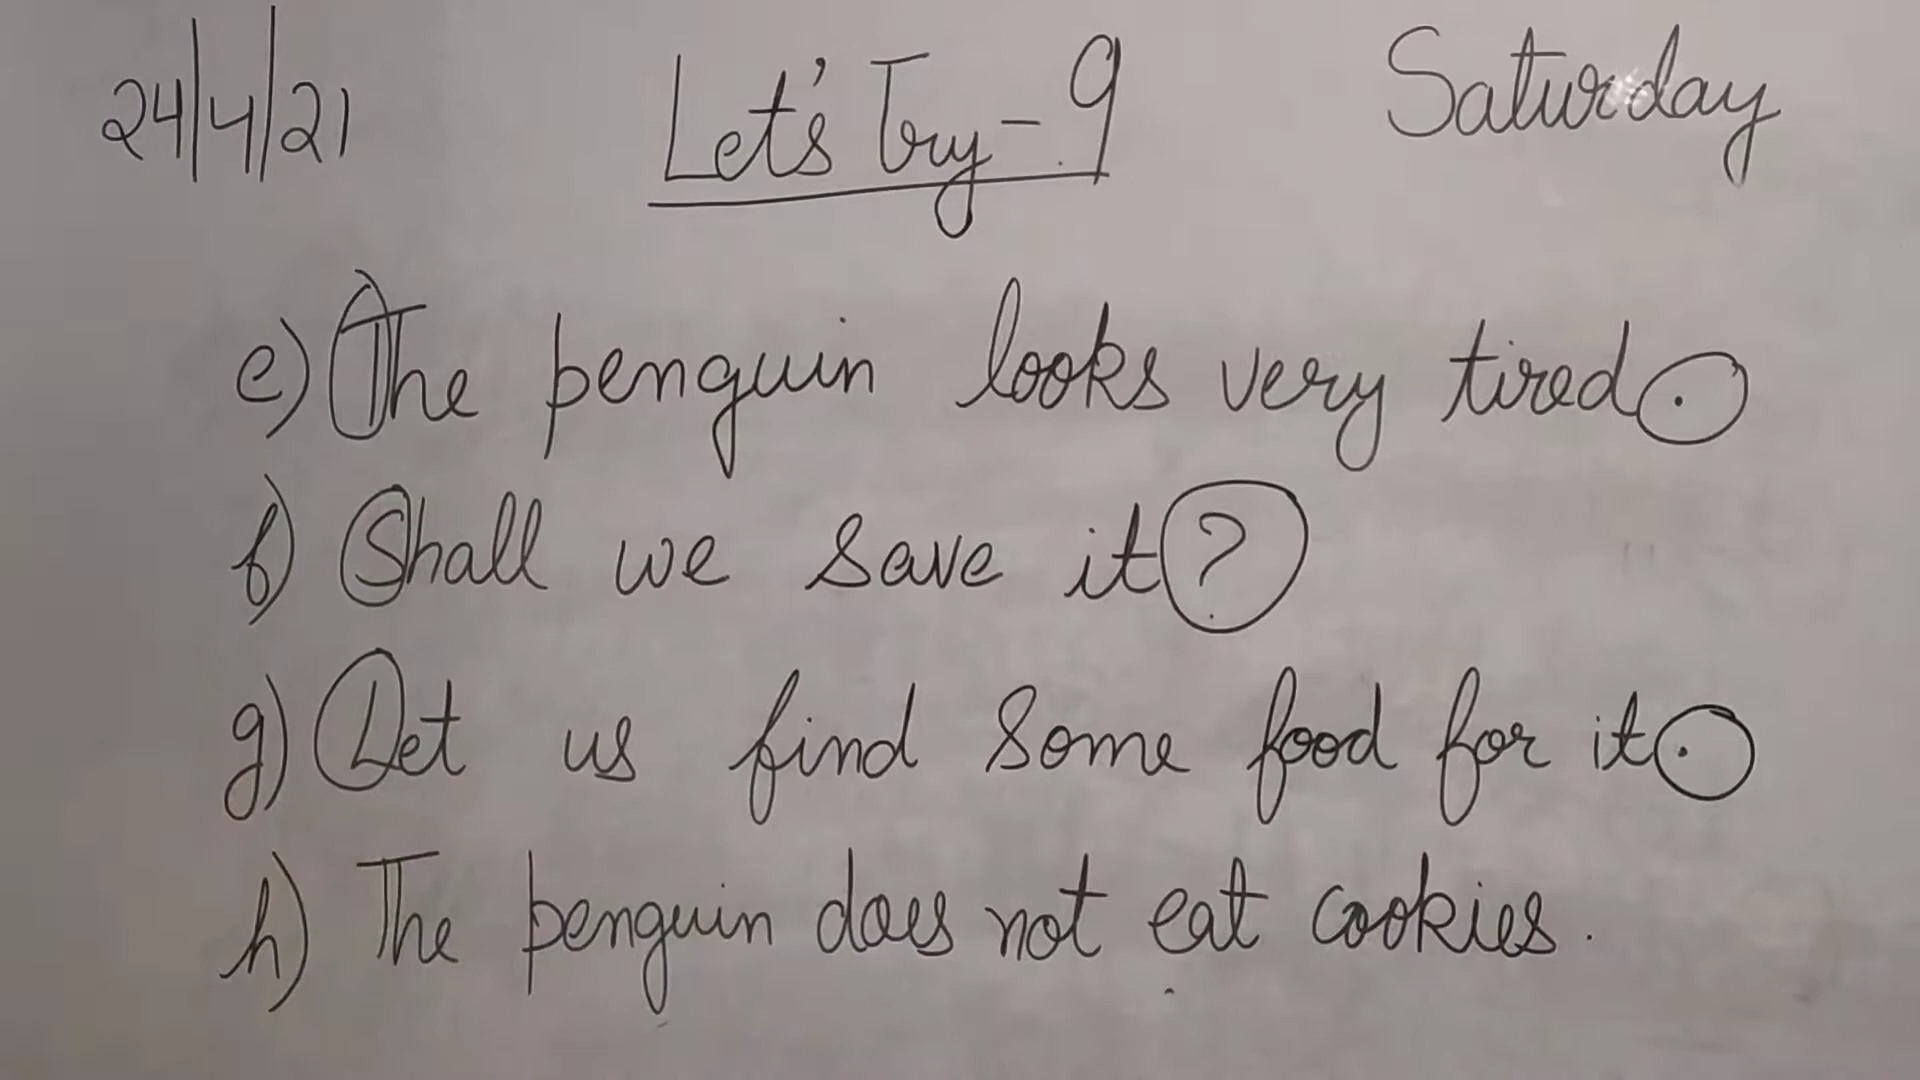 24/4/21 Let's Try - 9 Saturday
e) The penguin looks very tired.
f) Shall we save it?
g) Let us find some food for it.
h) The penguin does not eat cookies.